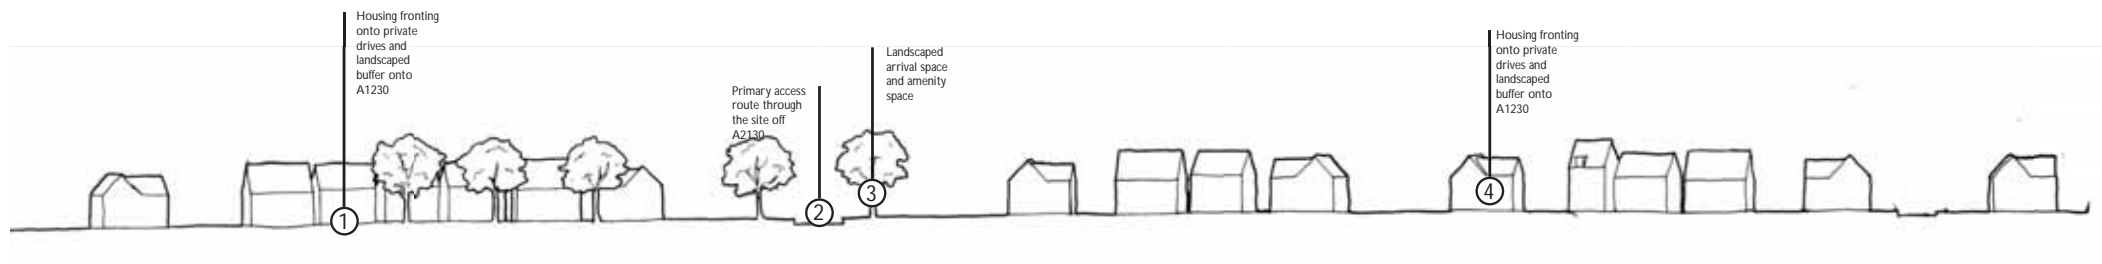 Housing fronting
onto private
drives and
landscaped
buffer onto
A1230
1
Primary access
route through
the site off
A2130
2
Landscaped
arrival space
and amenity
space
3
Housing fronting
onto private
drives and
landscaped
buffer onto
A1230
4